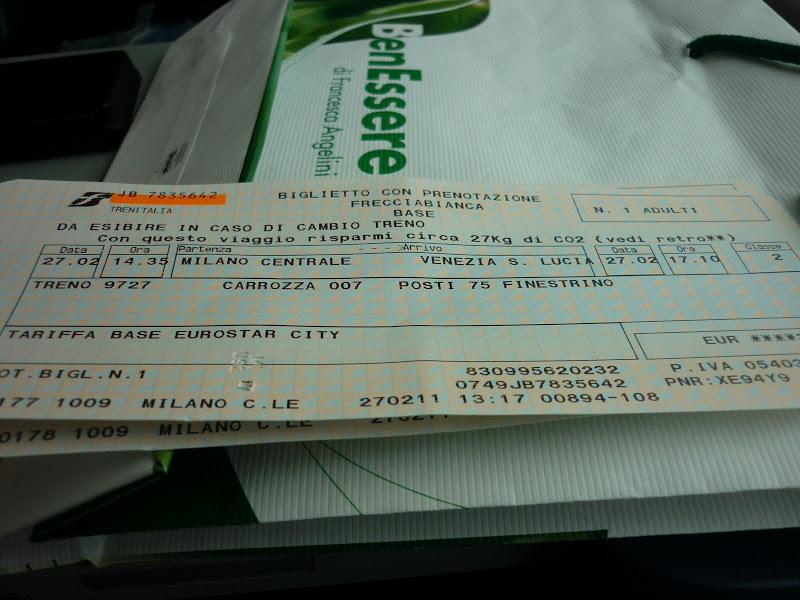 BenEssere
di Francesca Angelini
JB 7835642
TRENITALIA
BIGLIETTO CON PRENOTAZIONE
FRECCIABIANCA
BASE
N. 1 ADULTI
DA ESIBIRE IN CASO DI CAMBIO TRENO
Con questo viaggio risparmi circa 27Kg di CO2 (vedi retro**)
Data Ora Partenza - - -> Arrivo Data Ora Classe
27.02 14.35 MILANO CENTRALE VENEZIA S. LUCIA 27.02 17.10 2
TRENO 9727 CARROZZA 007 POSTI 75 FINESTRINO
TARIFFA BASE EUROSTAR CITY
EUR ****
OT.BIGL.N.1 830995620232 P.IVA 05403
0749JB7835642 PNR:XE94Y9
177 1009 MILANO C.LE 270211 13:17 00894-108
0178 1009 MILANO C.LE 270211